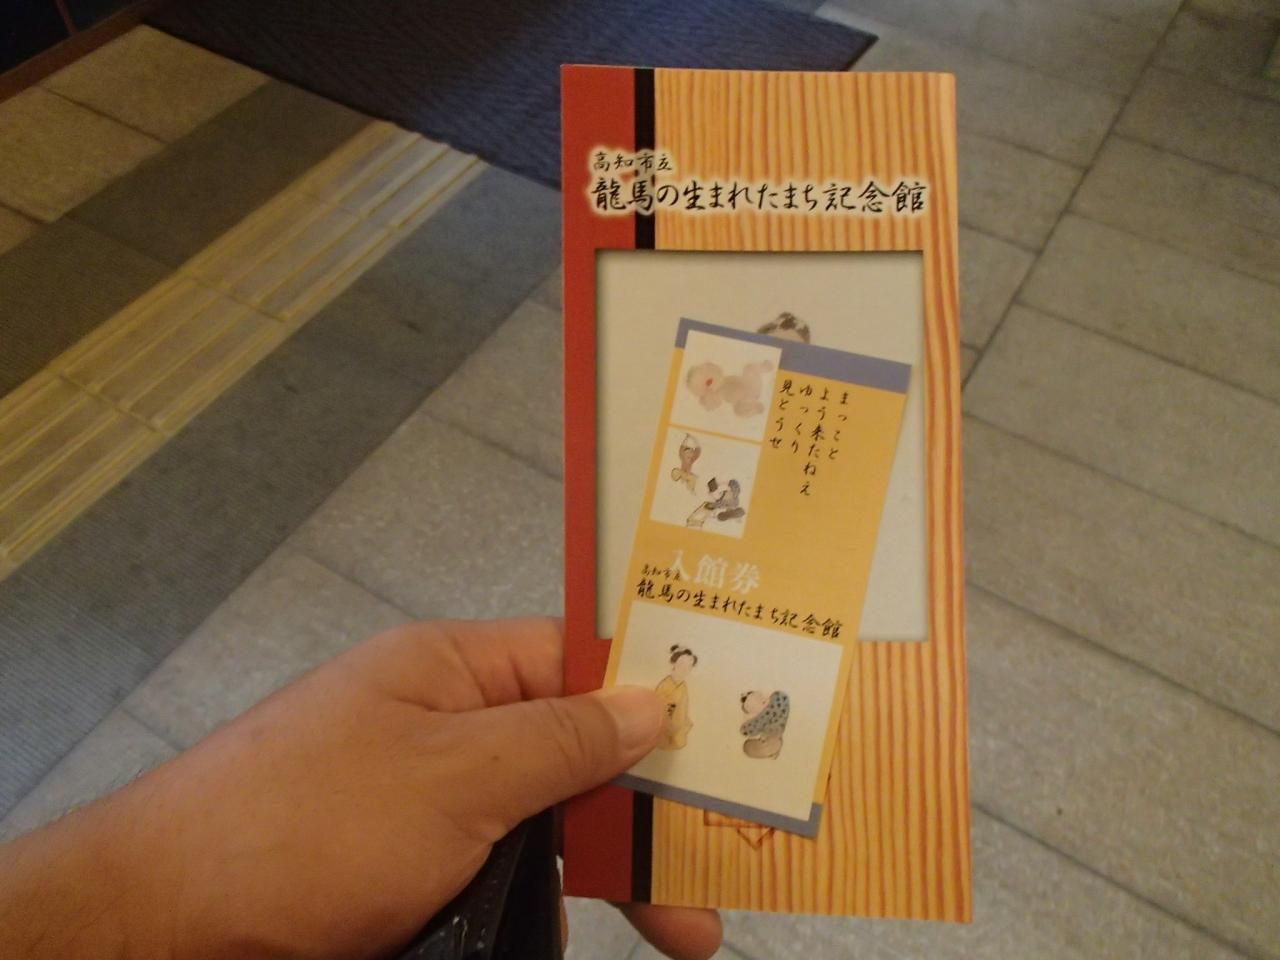 高知市立
龍馬の生まれたまち記念館
まっこと
よう来たねえ
ゆっくり
見とうせ
入館券
高知市立
龍馬の生まれたまち記念館